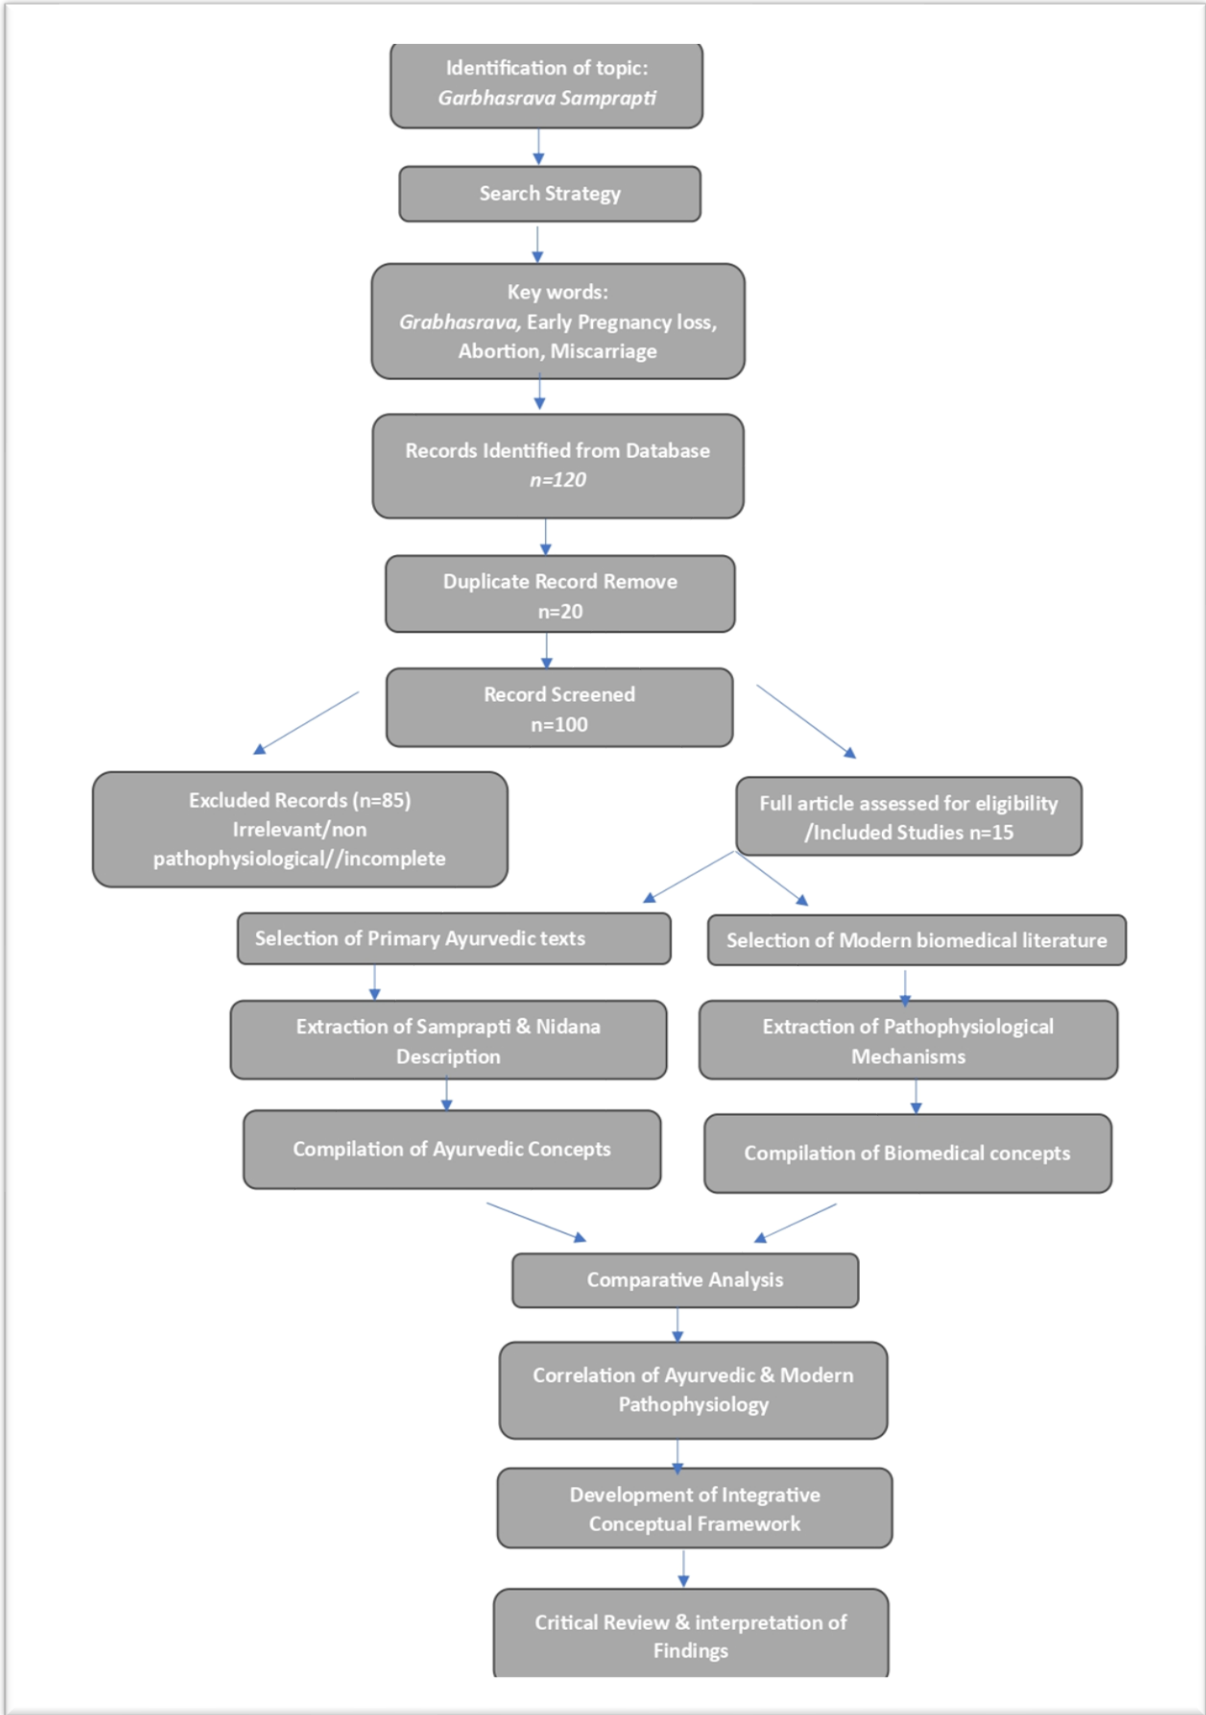 Identification of topic:
Garbhasrava Samprapti
Search Strategy
Key words:
Grabhasrava, Early Pregnancy loss,
Abortion, Miscarriage
Records Identified from Database
n=120
Duplicate Record Remove
n=20
Record Screened
n=100
Excluded Records (n=85)
Irrelevant/non
pathophysiological//incomplete
Full article assessed for eligibility
/Included Studies n=15
Selection of Primary Ayurvedic texts
Selection of Modern biomedical literature
Extraction of Samprapti & Nidana
Description
Extraction of Pathophysiological
Mechanisms
Compilation of Ayurvedic Concepts
Compilation of Biomedical concepts
Comparative Analysis
Correlation of Ayurvedic & Modern
Pathophysiology
Development of Integrative
Conceptual Framework
Critical Review & interpretation of
Findings